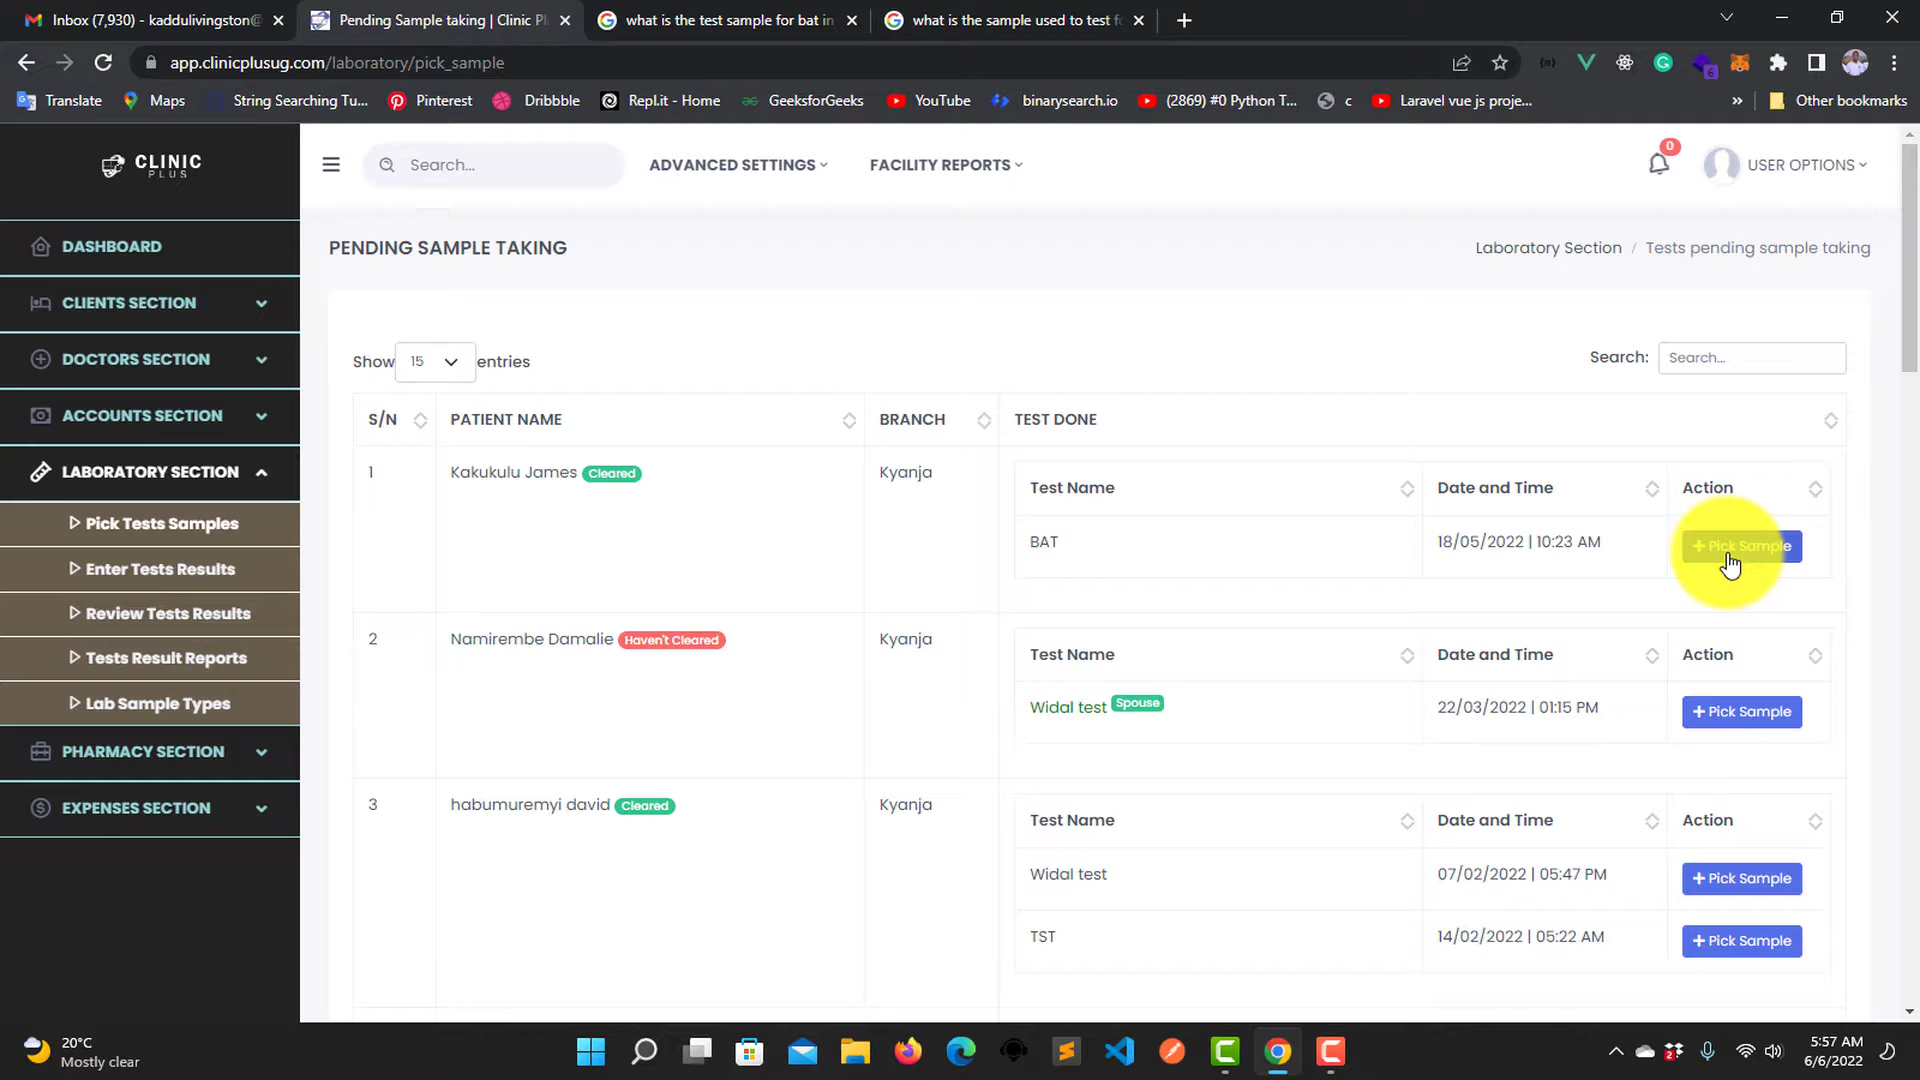 Inbox (7,930) - kaddulivingston@
Pending Sample taking | Clinic Pl
what is the test sample for bat in
what is the sample used to test fo
app.clinicplusug.com/laboratory/pick_sample
6
Translate
Maps
String Searching Tu...
Pinterest
Dribbble
Repl.it - Home
GeeksforGeeks
YouTube
binarysearch.io
(2869) #0 Python T...
c
Laravel vue js proje...
»
Other bookmarks
CLINIC
PLUS
Search...
ADVANCED SETTINGS
FACILITY REPORTS
0
USER OPTIONS
DASHBOARD
CLIENTS SECTION
DOCTORS SECTION
ACCOUNTS SECTION
LABORATORY SECTION
Pick Tests Samples
Enter Tests Results
Review Tests Results
Tests Result Reports
Lab Sample Types
PHARMACY SECTION
EXPENSES SECTION
PENDING SAMPLE TAKING
Laboratory Section / Tests pending sample taking
Show 15 entries
Search: Search...
S/N PATIENT NAME BRANCH TEST DONE
1 Kakukulu James Cleared Kyanja
Test Name Date and Time Action
BAT 18/05/2022 | 10:23 AM + Pick Sample
2 Namirembe Damalie Haven't Cleared Kyanja
Test Name Date and Time Action
Widal test Spouse 22/03/2022 | 01:15 PM + Pick Sample
3 habumuremyi david Cleared Kyanja
Test Name Date and Time Action
Widal test 07/02/2022 | 05:47 PM + Pick Sample
TST 14/02/2022 | 05:22 AM + Pick Sample
20°C
Mostly clear
2
5:57 AM
6/6/2022